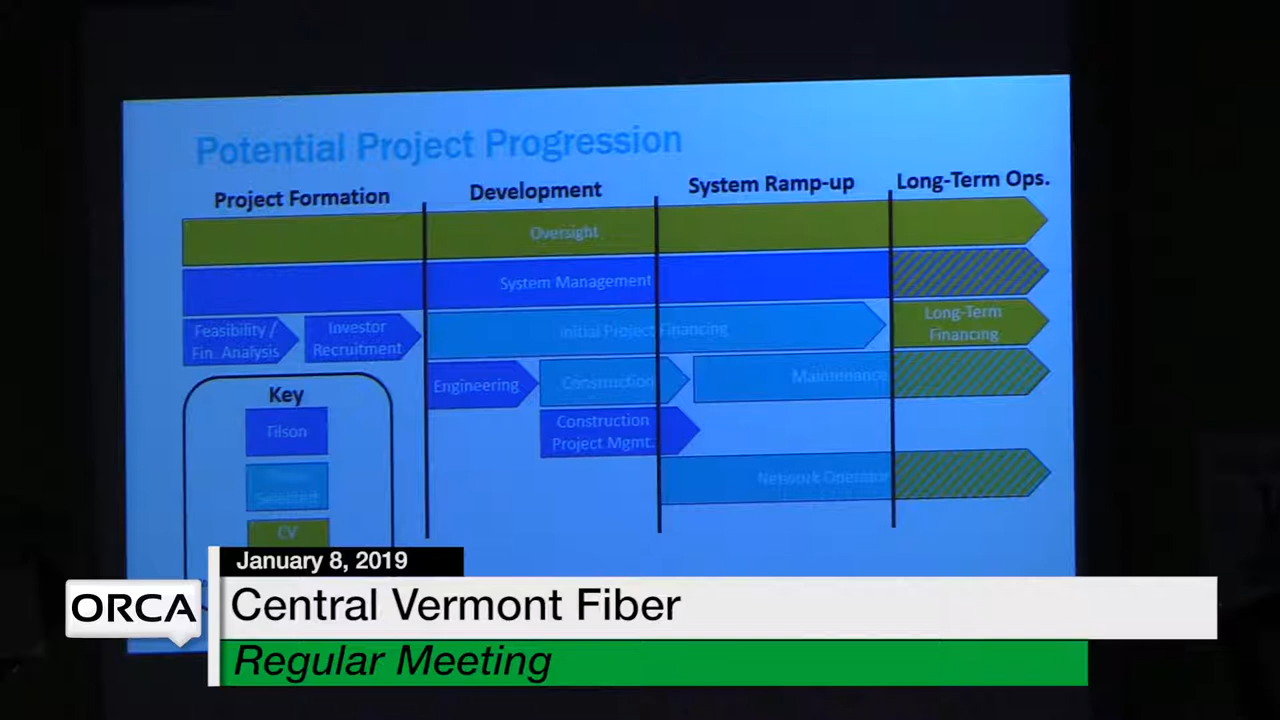 Potential Project Progression
Project Formation
Development
System Ramp-up
Long-Term Ops.
Oversight
System Management
Feasibility /
Fin. Analysis
Investor
Recruitment
Initial Project Financing
Long-Term
Financing
Engineering
Construction
Maintenance
Construction
Project Mgmt.
Network Operator
Key
Tilson
Selected
CV
January 8, 2019
ORCA
Central Vermont Fiber
Regular Meeting